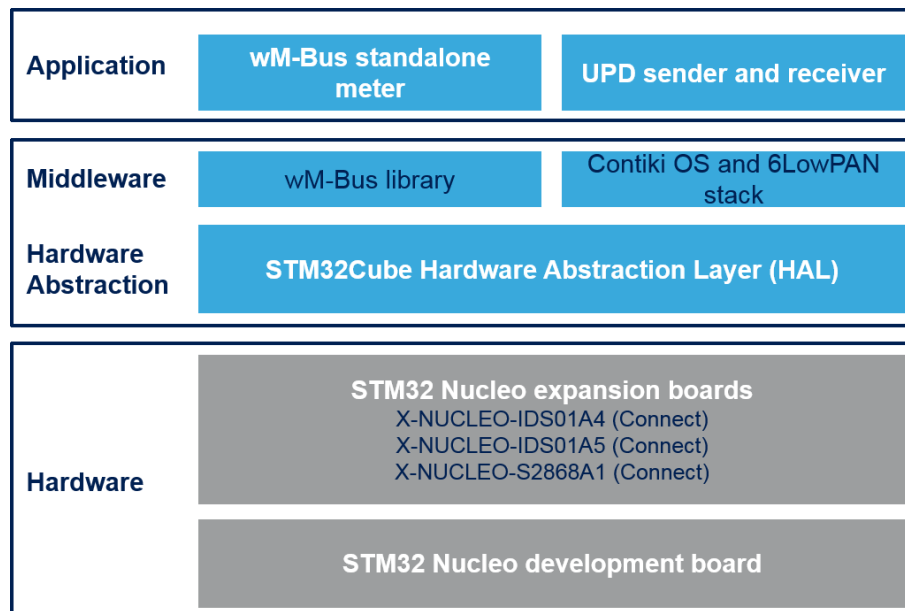 Application
wM-Bus standalone
meter
UPD sender and receiver
Middleware
wM-Bus library
Contiki OS and 6LowPAN
stack
Hardware
Abstraction
STM32Cube Hardware Abstraction Layer (HAL)
Hardware
STM32 Nucleo expansion boards
X-NUCLEO-IDS01A4 (Connect)
X-NUCLEO-IDS01A5 (Connect)
X-NUCLEO-S2868A1 (Connect)
STM32 Nucleo development board